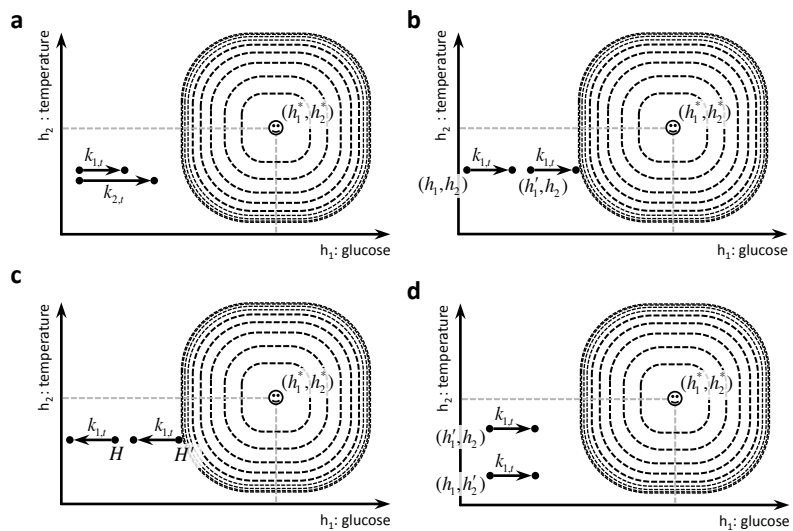 a
h₂ : temperature
(h₁*, h₂*)
k₁,t
k₂,t
h₁: glucose
b
h₂ : temperature
(h₁*, h₂*)
k₁,t k₁,t
(h₁, h₂) (h₁′, h₂)
h₁: glucose
c
h₂ : temperature
(h₁*, h₂*)
k₁,t k₁,t
H H′
h₁: glucose
d
h₂ : temperature
(h₁*, h₂*)
k₁,t
(h₁, h₂)
k₁,t
(h₁, h₂′)
h₁: glucose